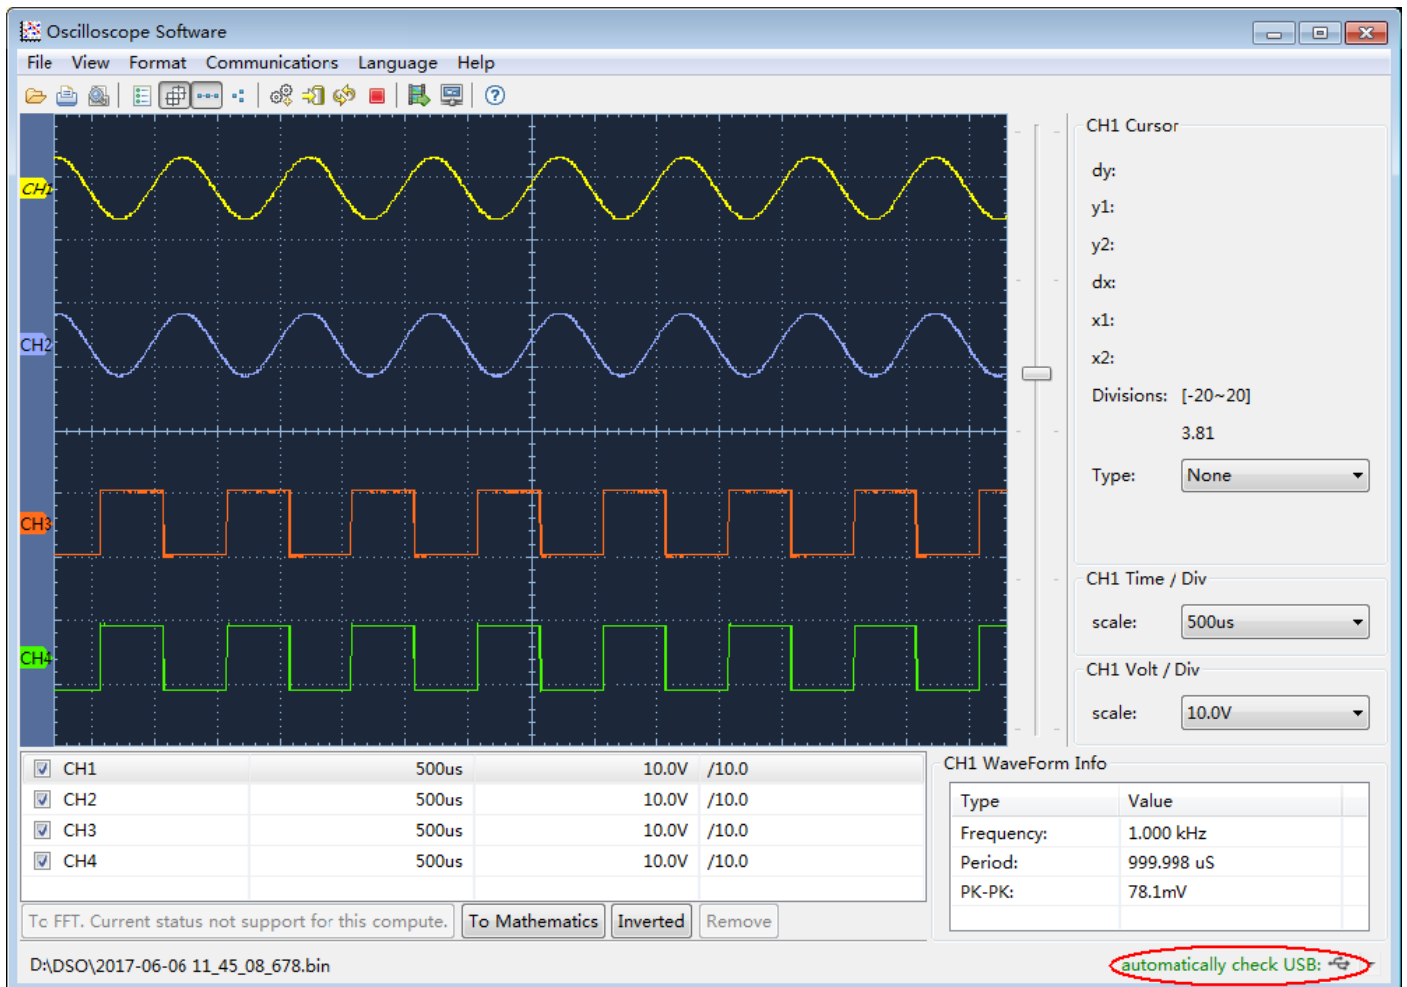 Oscilloscope Software
File View Format Communications Language Help
CH1
CH2
CH3
CH4
CH1 Cursor
dy:
y1:
y2:
dx:
x1:
x2:
Divisions: [-20~20]
3.81
Type: None
CH1 Time / Div
scale: 500us
CH1 Volt / Div
scale: 10.0V
CH1 500us 10.0V /10.0
CH2 500us 10.0V /10.0
CH3 500us 10.0V /10.0
CH4 500us 10.0V /10.0
To FFT. Current status not support for this compute. To Mathematics Inverted Remove
CH1 WaveForm Info
Type Value
Frequency: 1.000 kHz
Period: 999.998 uS
PK-PK: 78.1mV
D:\DSO\2017-06-06 11_45_08_678.bin
automatically check USB: